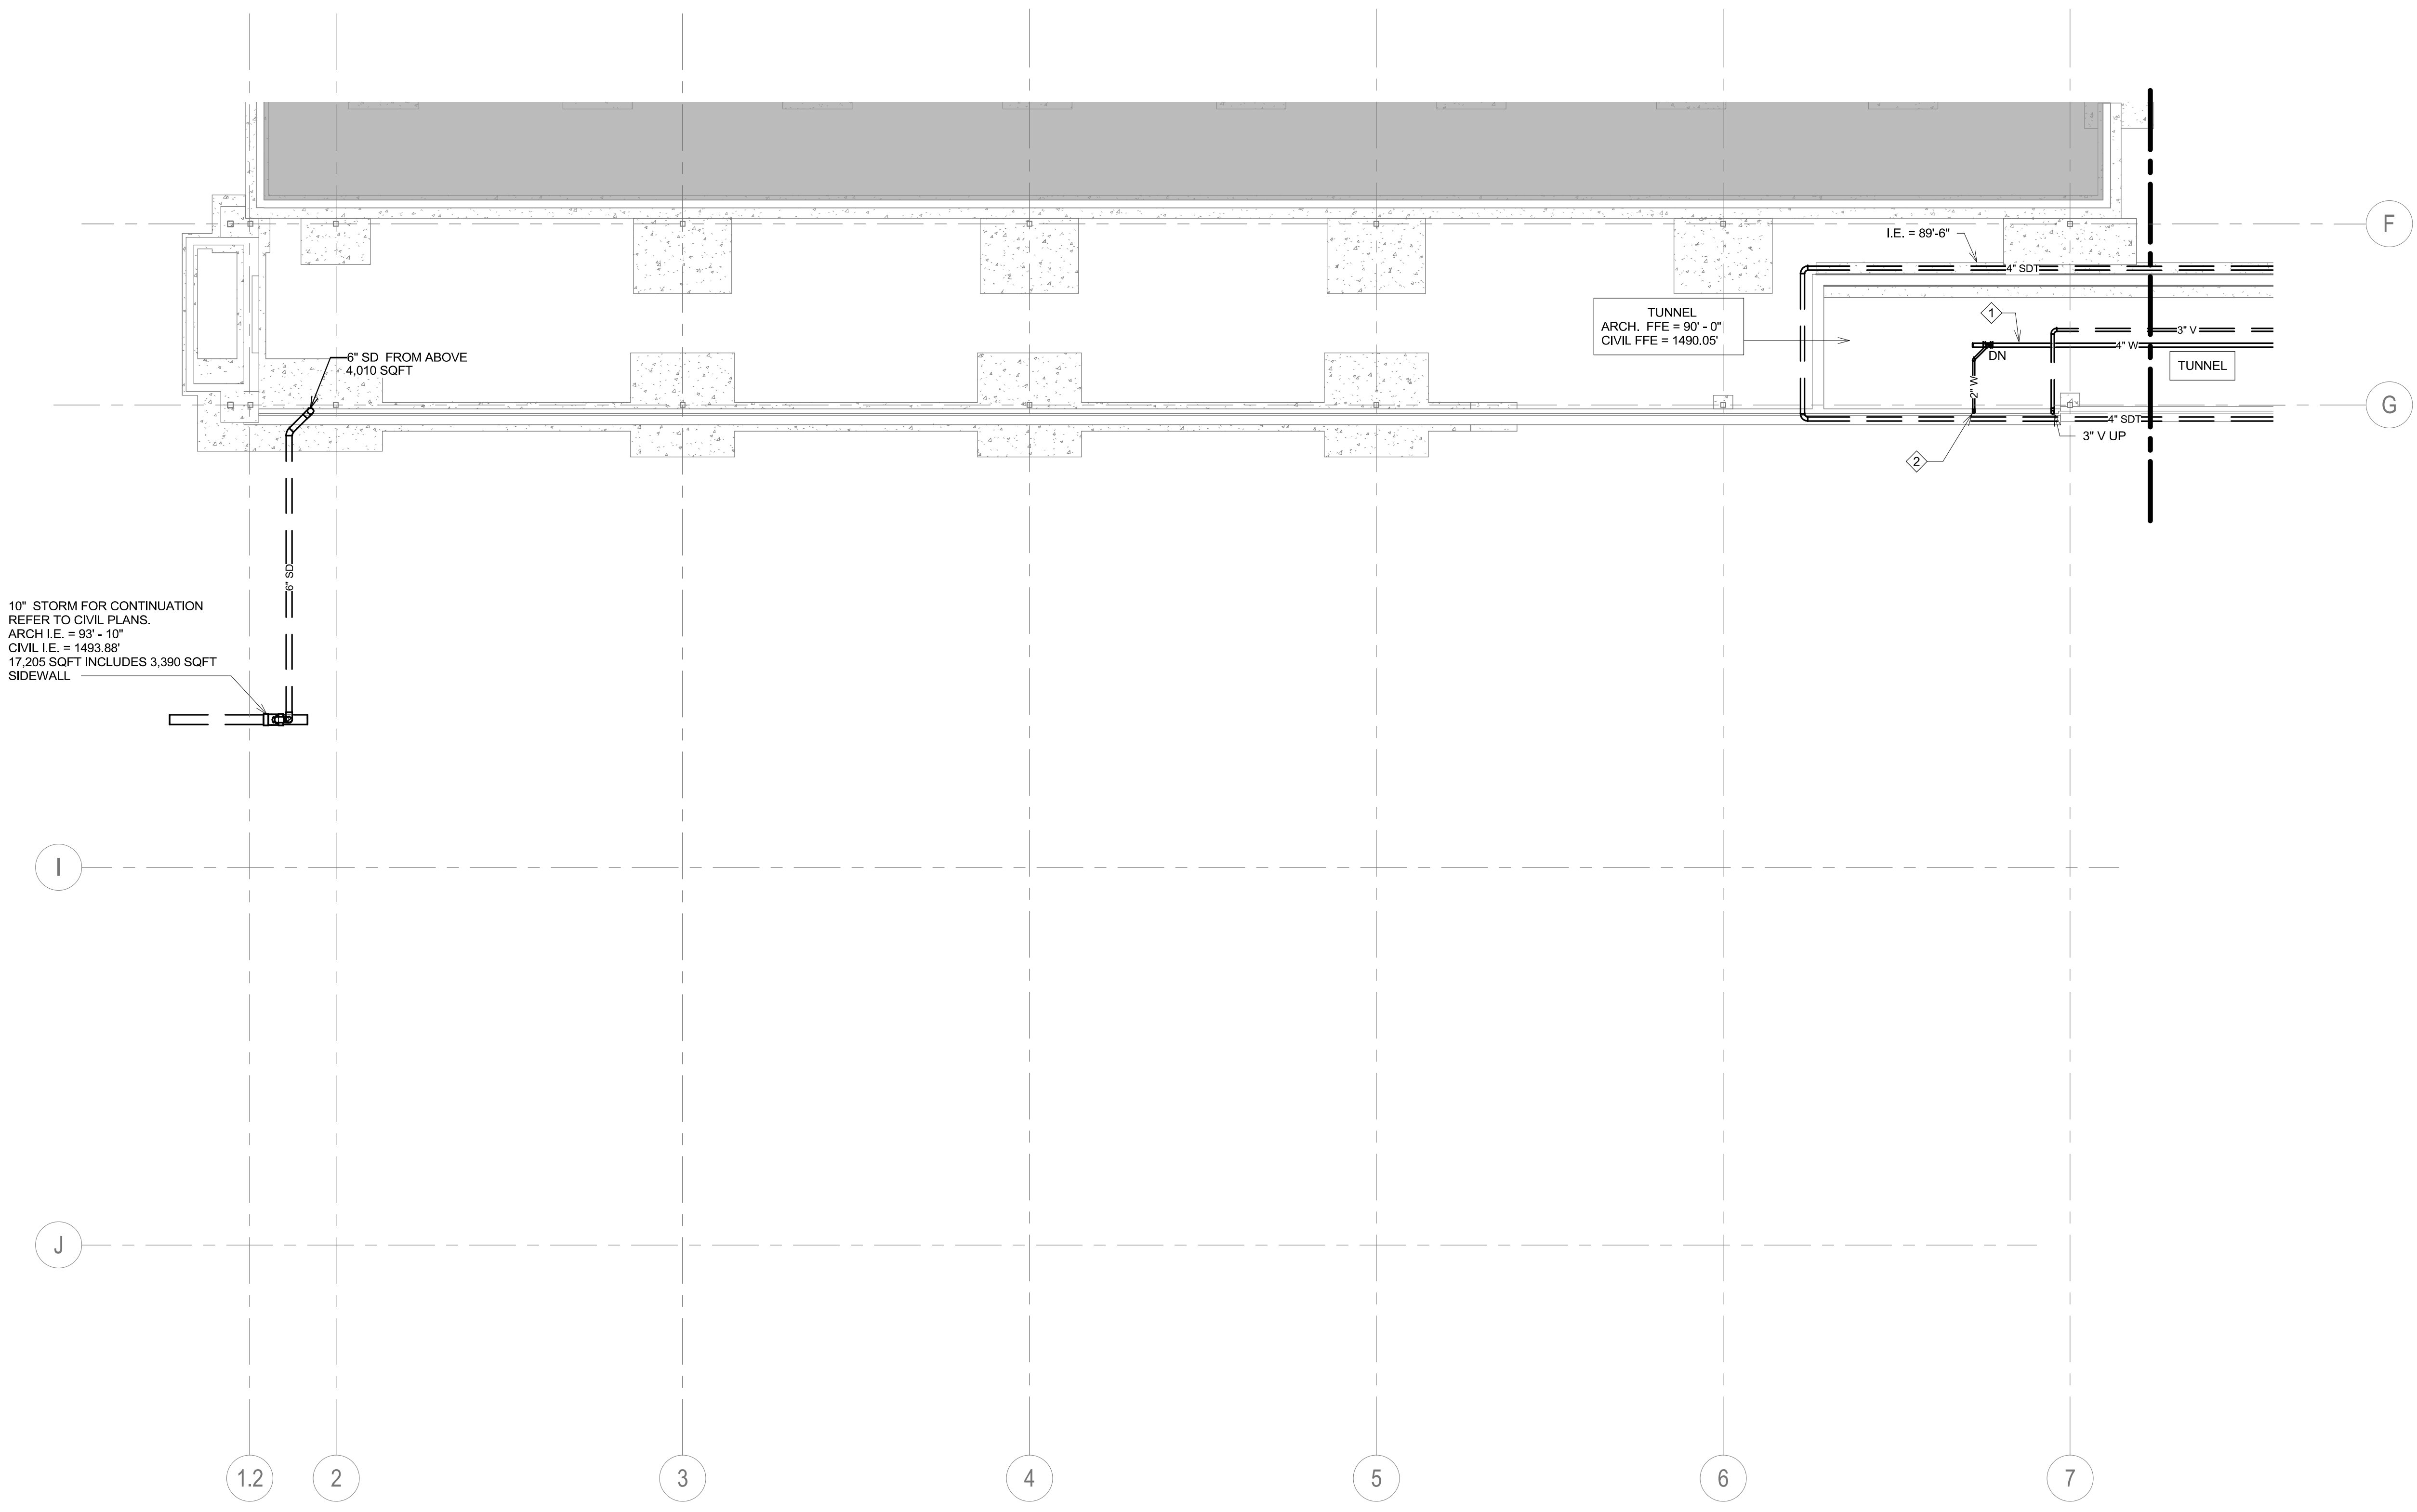 F
I.E. = 89'-6"
4" SDT
TUNNEL
ARCH.  FFE = 90' - 0"
CIVIL FFE = 1490.05'
1
3" V
4" W
DN
TUNNEL
6" SD  FROM ABOVE
4,010 SQFT
2" W
G
4" SDT
3" V UP
2
6" SD
10"  STORM FOR CONTINUATION
REFER TO CIVIL PLANS.
ARCH I.E. = 93' - 10"
CIVIL I.E. = 1493.88'
17,205 SQFT INCLUDES 3,390 SQFT
SIDEWALL
I
J
1.2
2
3
4
5
6
7